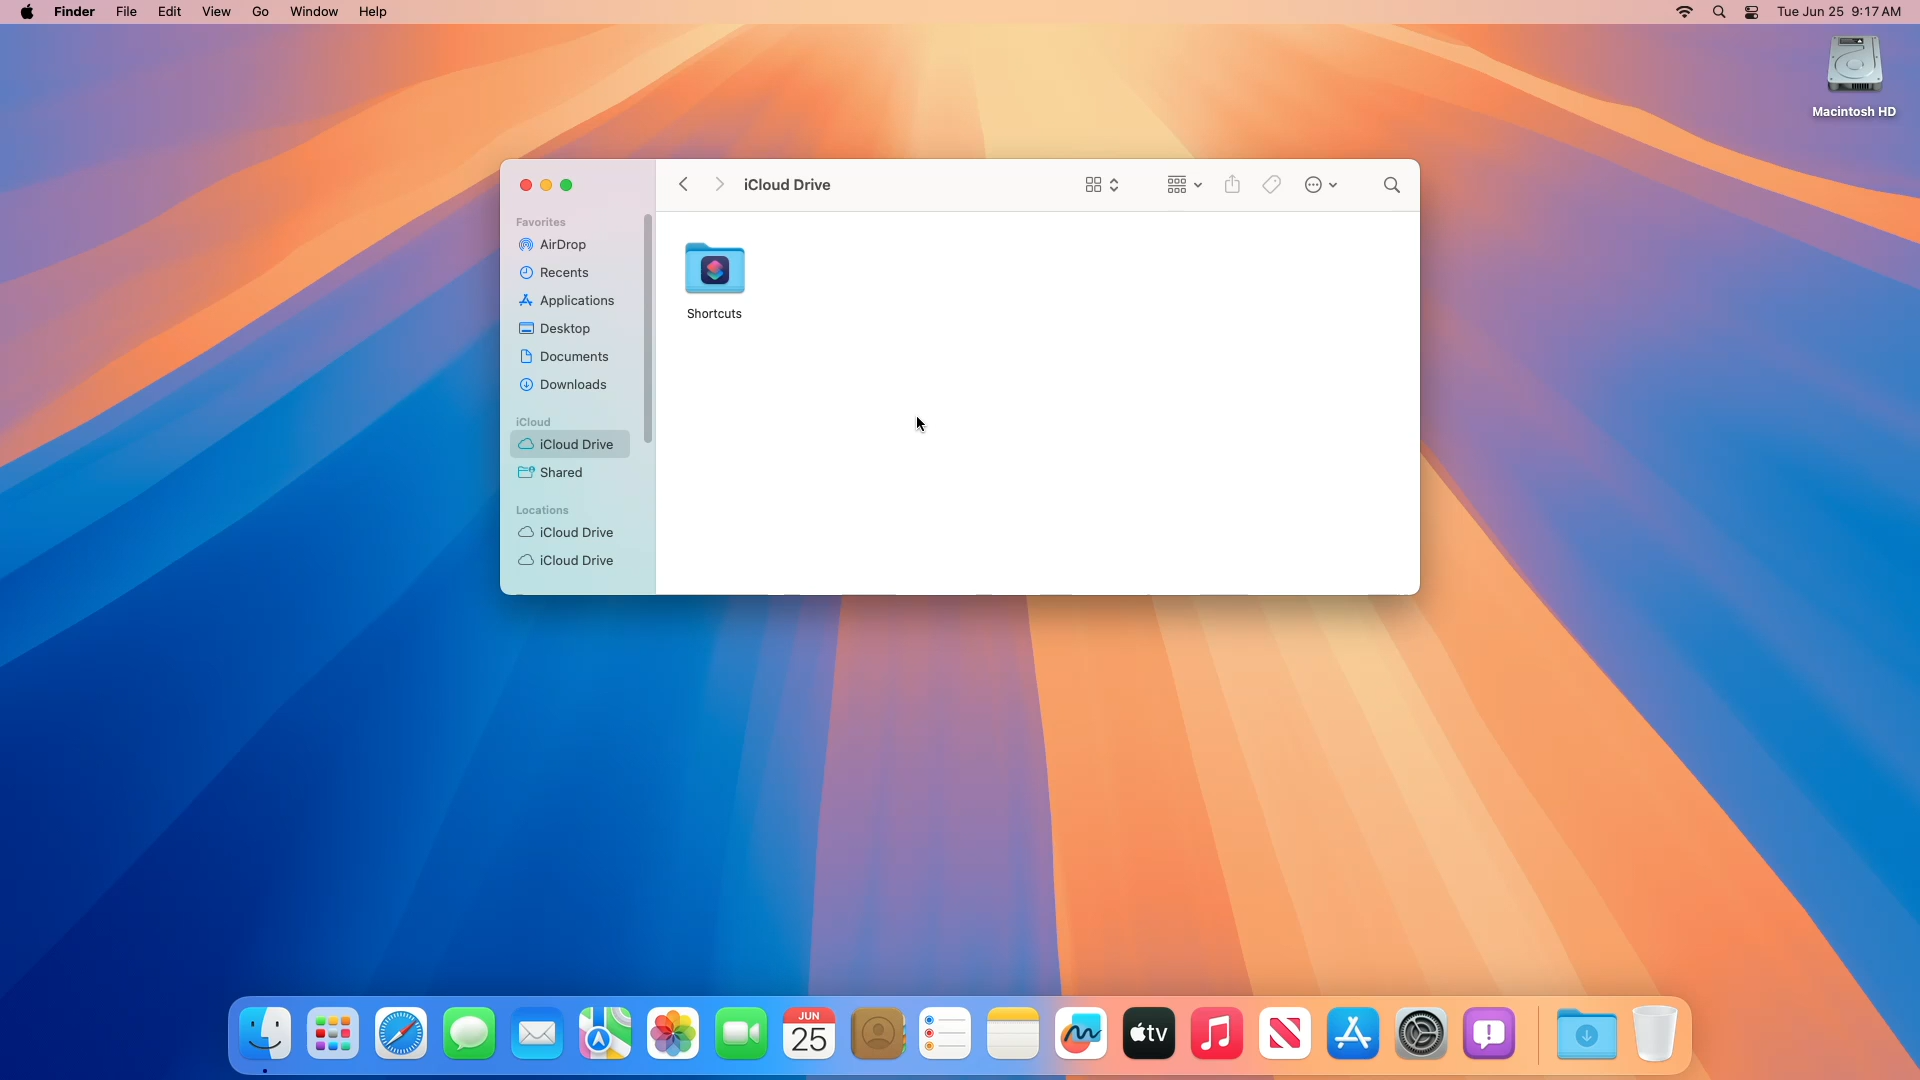 Finder File Edit View Go Window Help Tue Jun 25 9:17 AM
Macintosh HD
iCloud Drive
Favorites
AirDrop
Recents
Applications
Desktop
Documents
Downloads
iCloud
iCloud Drive
Shared
Locations
iCloud Drive
iCloud Drive
Shortcuts
JUN
25
tv